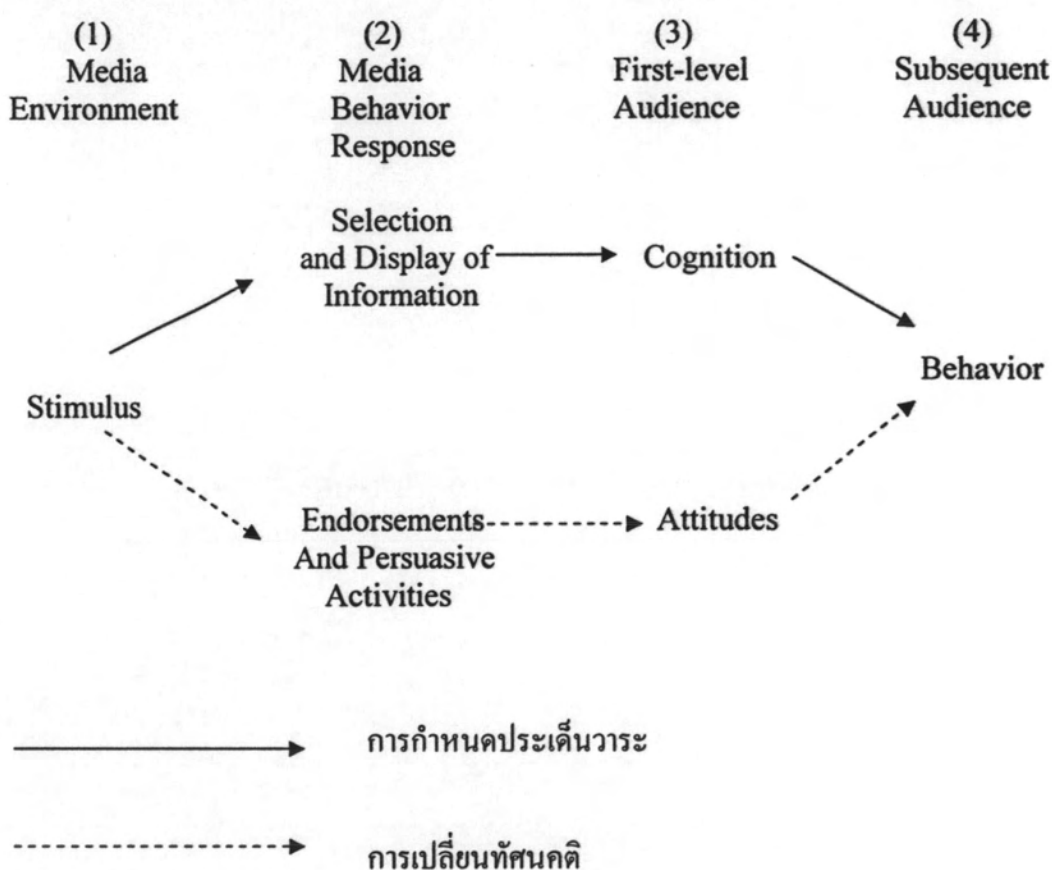 (1)
Media
Environment
(2)
Media
Behavior
Response
(3)
First-level
Audience
(4)
Subsequent
Audience
Selection
and Display of
Information
Cognition
Behavior
Stimulus
Endorsements
And Persuasive
Activities
Attitudes
การกำหนดประเด็นวาระ
การเปลี่ยนทัศนคติ